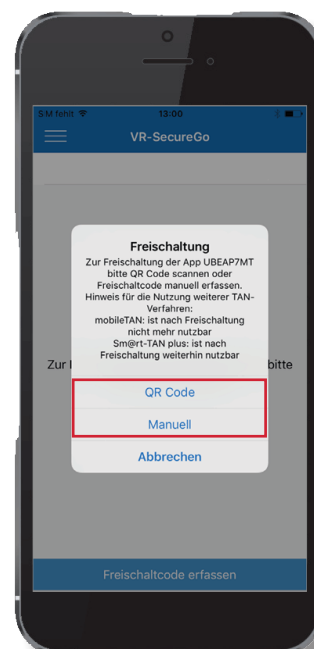 SIM fehlt 13:00
VR-SecureGo
Freischaltung
Zur Freischaltung der App UBEAP7MT
bitte QR Code scannen oder
Freischaltcode manuell erfassen.
Hinweis für die Nutzung weiterer TAN-
Verfahren:
mobileTAN: ist nach Freischaltung
nicht mehr nutzbar
Sm@rt-TAN plus: ist nach
Freischaltung weiterhin nutzbar
Zur bitte
QR Code
Manuell
Abbrechen
Freischaltcode erfassen